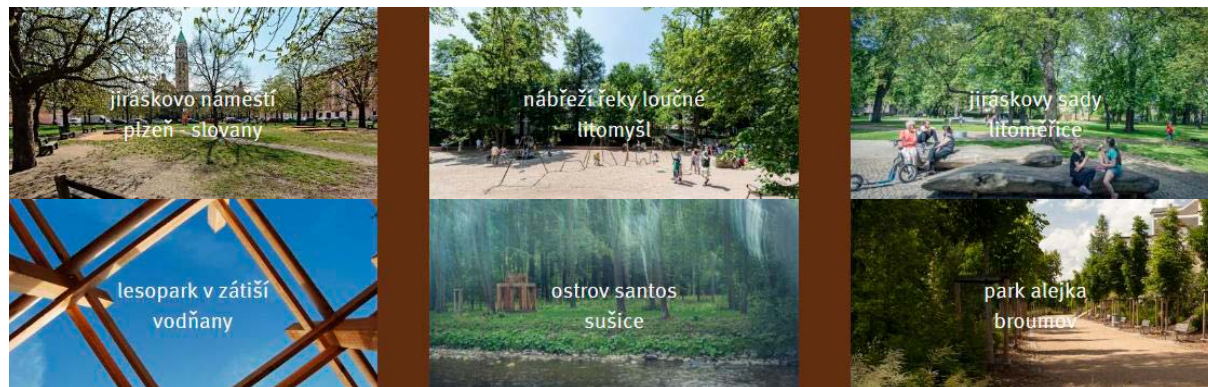 jiráskovo namestí
plzeň - slovany
nábřeží řeky loučné
litomyšl
jiráskovy sady
litoměřice
lesopark v zátiší
vodňany
ostrov santos
sušice
park alejka
broumov